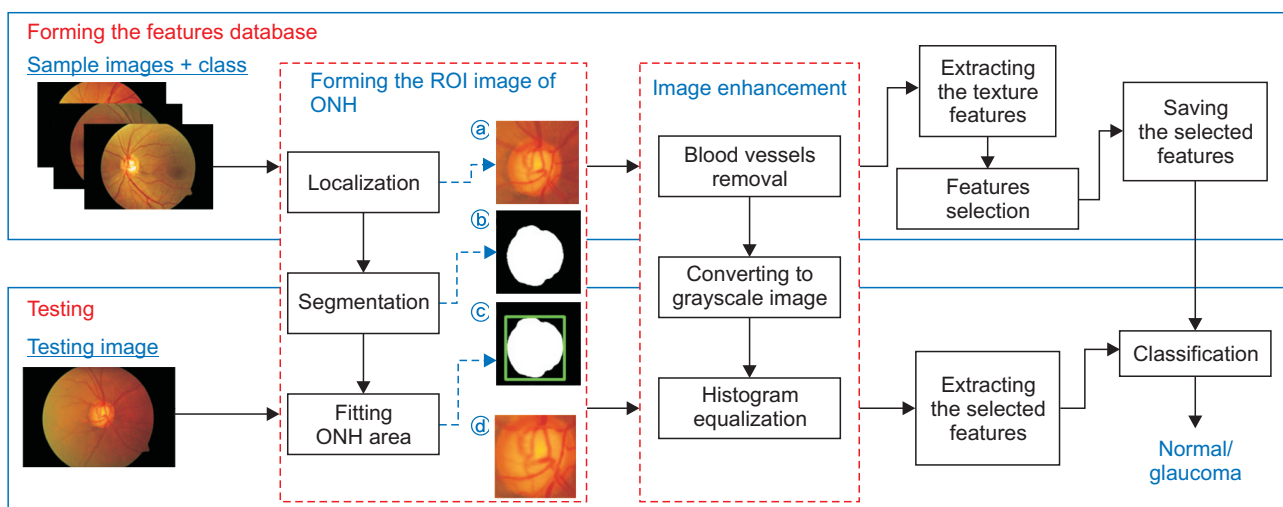 Forming the features database
Sample images + class
Forming the ROI image of
ONH
Localization
Segmentation
Fitting
ONH area
a
b
c
d
Image enhancement
Blood vessels
removal
Converting to
grayscale image
Histogram
equalization
Extracting
the texture
features
Features
selection
Saving
the selected
features
Testing
Testing image
Extracting
the selected
features
Classification
Normal/
glaucoma